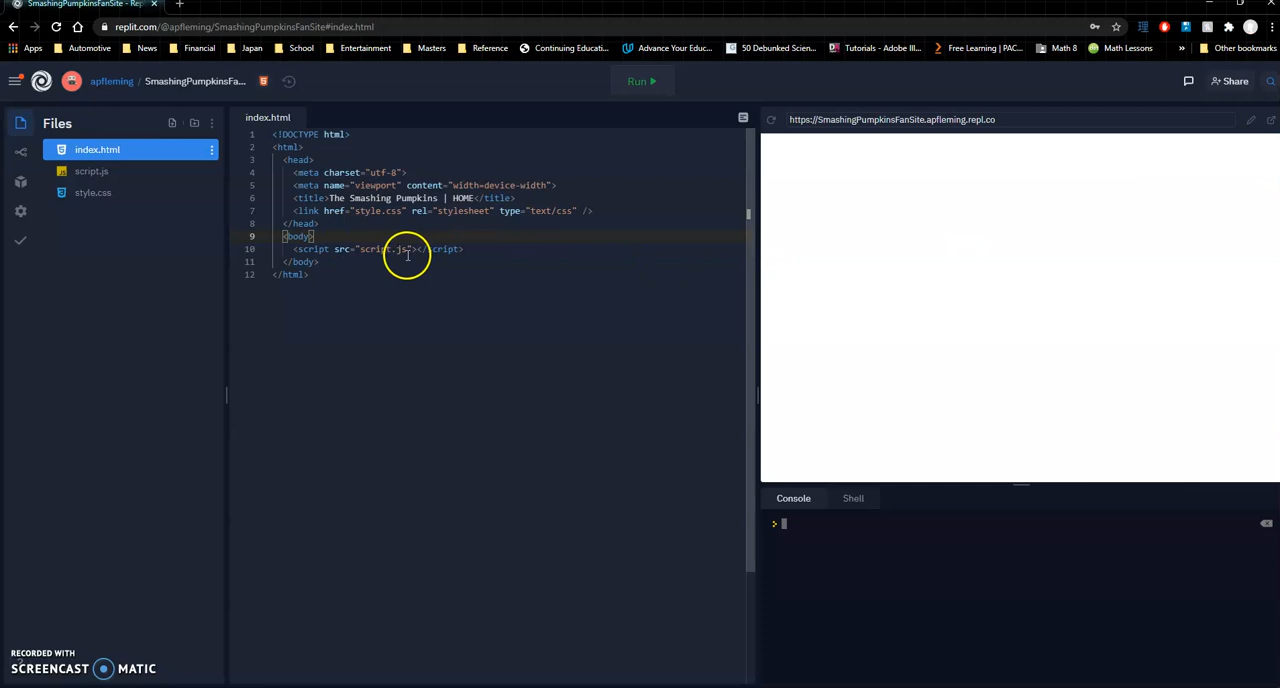 SmashingPumpkinsFanSite - Repl
replit.com/@apfleming/SmashingPumpkinsFanSite#index.html
Apps Automotive News Financial Japan School Entertainment Masters Reference Continuing Educati... Advance Your Educ... 50 Debunked Scien... Tutorials - Adobe Ill... Free Learning | PAC... Math 8 Math Lessons » Other bookmarks
apfleming / SmashingPumpkinsFa... Run Share
Files
index.html
script.js
style.css
index.html
1 <!DOCTYPE html>
2 <html>
3 <head>
4 <meta charset="utf-8">
5 <meta name="viewport" content="width=device-width">
6 <title>The Smashing Pumpkins | HOME</title>
7 <link href="style.css" rel="stylesheet" type="text/css" />
8 </head>
9 <body>
10 <script src="script.js"></script>
11 </body>
12 </html>
https://SmashingPumpkinsFanSite.apfleming.repl.co
Console Shell
RECORDED WITH
SCREENCAST MATIC